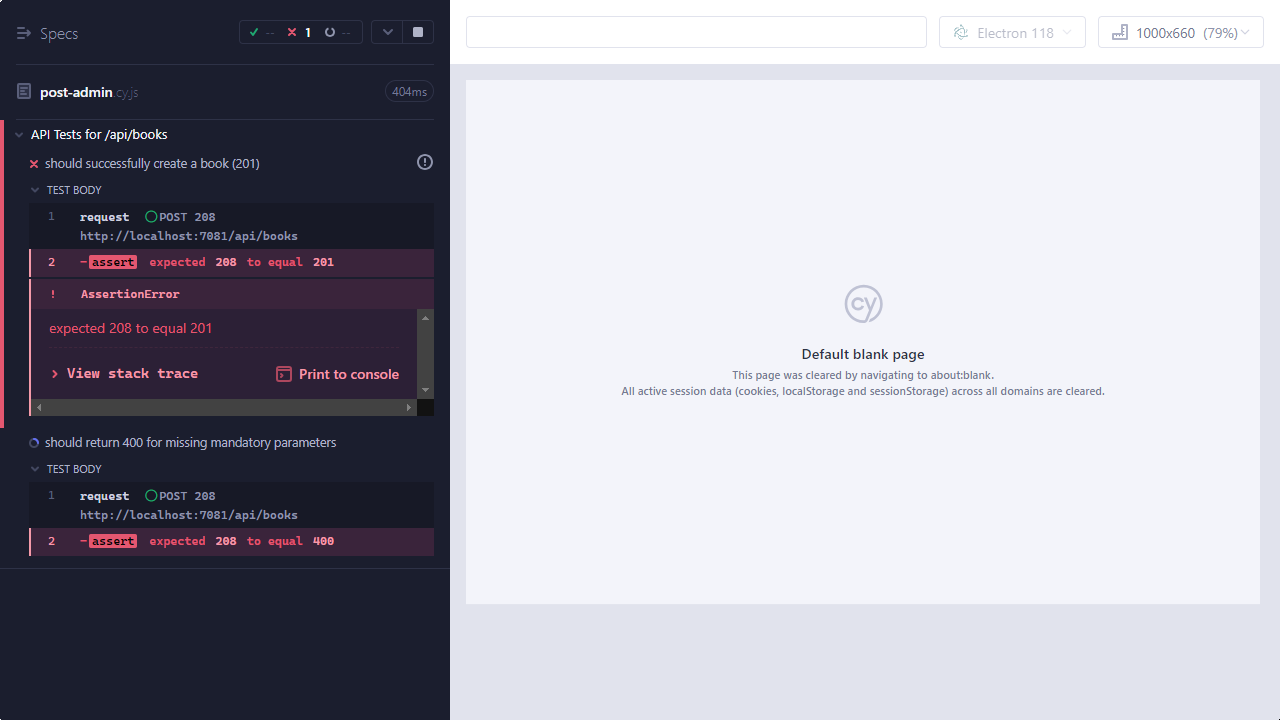 Specs
-- 1 --
Electron 118
1000x660 (79%)
post-admin.cy.js
404ms
API Tests for /api/books
should successfully create a book (201)
TEST BODY
1 request POST 208
http://localhost:7081/api/books
2 -assert expected 208 to equal 201
! AssertionError
expected 208 to equal 201
View stack trace
Print to console
should return 400 for missing mandatory parameters
TEST BODY
1 request POST 208
http://localhost:7081/api/books
2 -assert expected 208 to equal 400
cy
Default blank page
This page was cleared by navigating to about:blank.
All active session data (cookies, localStorage and sessionStorage) across all domains are cleared.